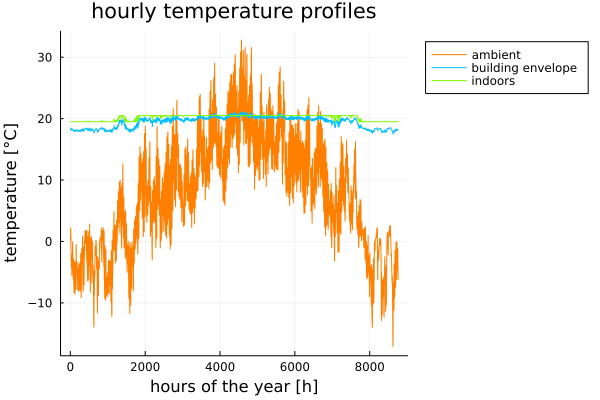 hourly temperature profiles
temperature [°C]
30
20
10
0
−10
0
2000
4000
6000
8000
hours of the year [h]
ambient
building envelope
indoors